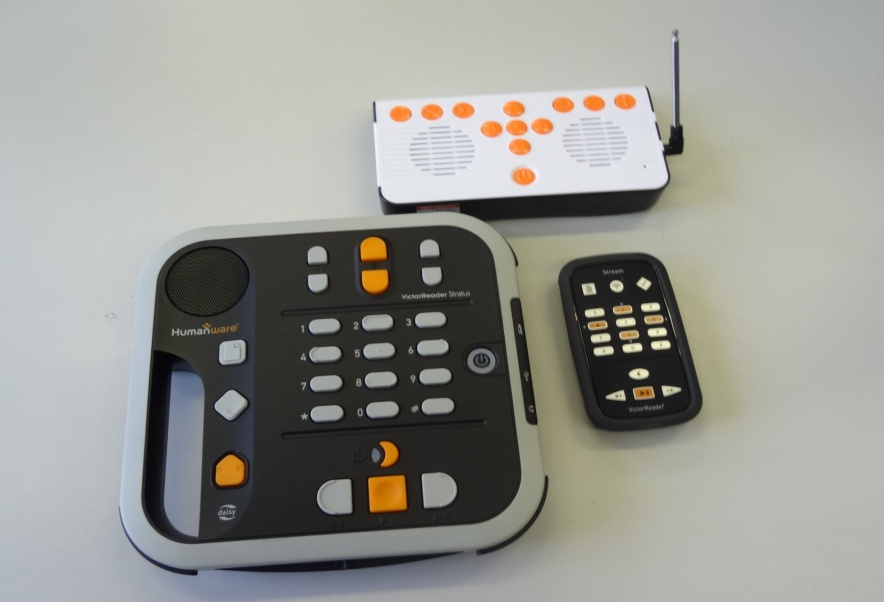 VictorReader Stratus
Humanware
1 2 3
4 5 6
7 8 9
* 0 #
daisy
Stream
VictorReader